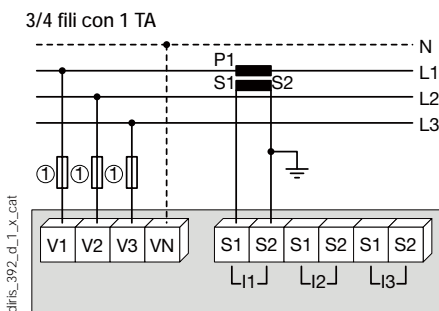 3/4 fili con 1 TA
N
P1
L1
S1 S2
L2
L3
① ① ①
V1 V2 V3 VN S1 S2 S1 S2 S1 S2
I1 I2 I3
diris_392_d_1_x_cat